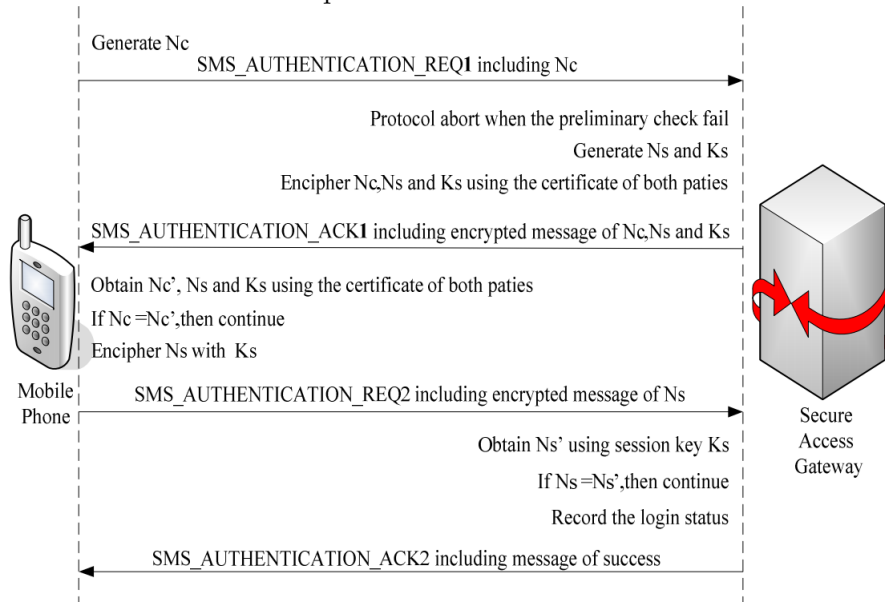 Generate Nc
SMS_AUTHENTICATION_REQ1 including Nc
Protocol abort when the preliminary check fail
Generate Ns and Ks
Encipher Nc,Ns and Ks using the certificate of both paties
SMS_AUTHENTICATION_ACK1 including encrypted message of Nc,Ns and Ks
Obtain Nc’, Ns and Ks using the certificate of both paties
If Nc =Nc’,then continue
Encipher Ns with Ks
Mobile
Phone
SMS_AUTHENTICATION_REQ2 including encrypted message of Ns
Secure
Access
Gateway
Obtain Ns’ using session key Ks
If Ns =Ns’,then continue
Record the login status
SMS_AUTHENTICATION_ACK2 including message of success